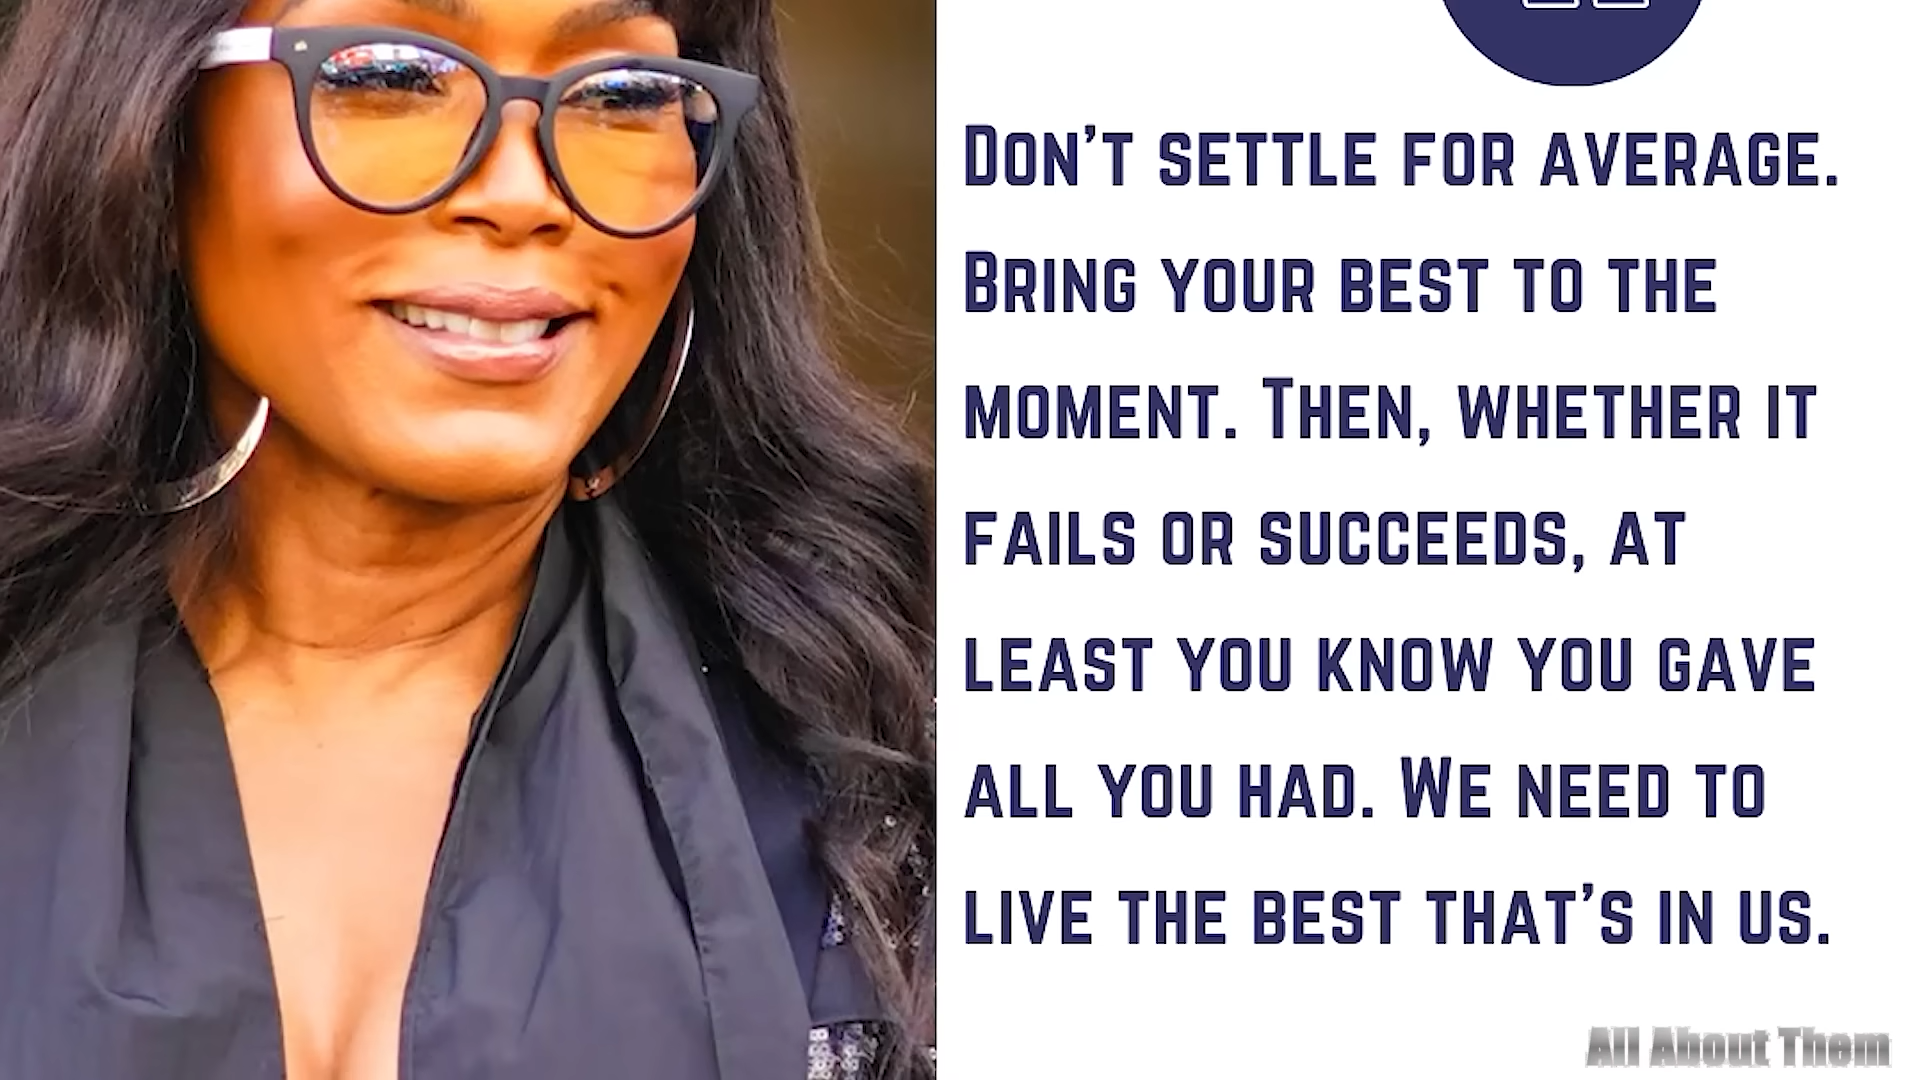 Don't settle for average.
Bring your best to the
moment. Then, whether it
fails or succeeds, at
least you know you gave
all you had. We need to
live the best that's in us.
All About Them